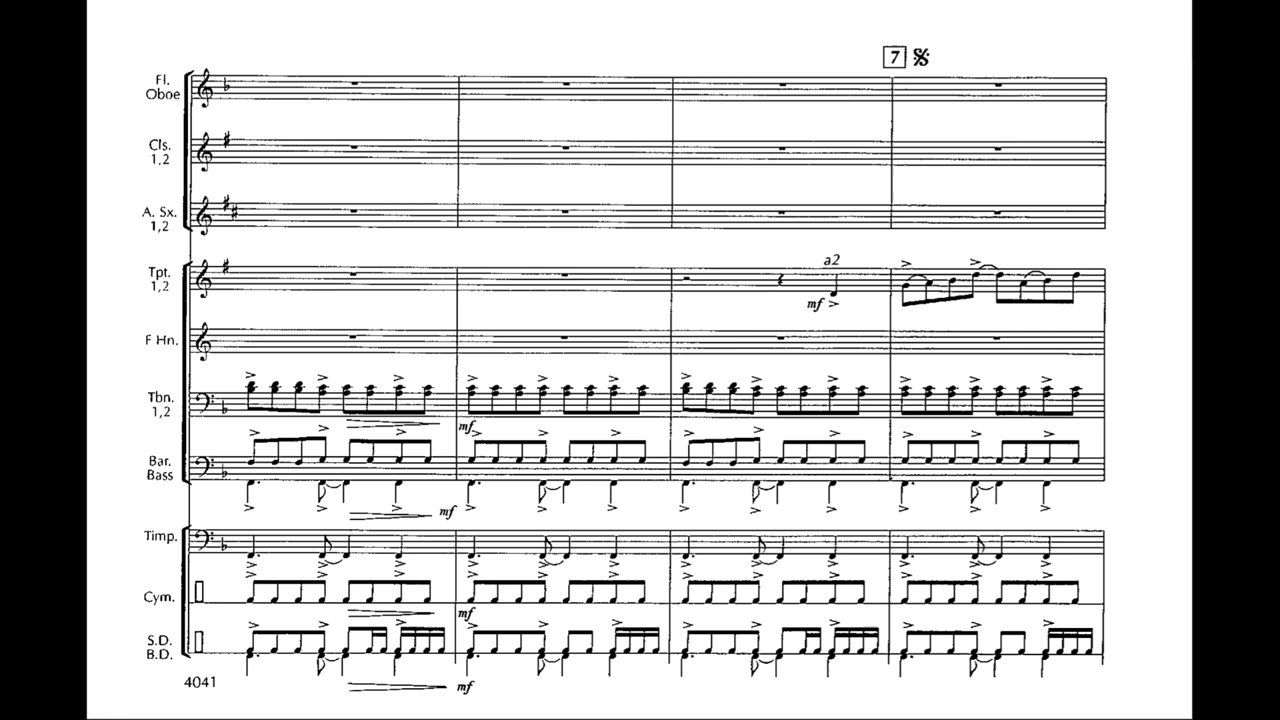 7
Fl.
Oboe
Cls.
1,2
A. Sx.
1,2
a2
Tpt.
1,2
mf
F Hn.
Tbn.
1,2
mf
Bar.
Bass
mf
Timp.
Cym.
mf
S.D.
B.D.
4041
mf